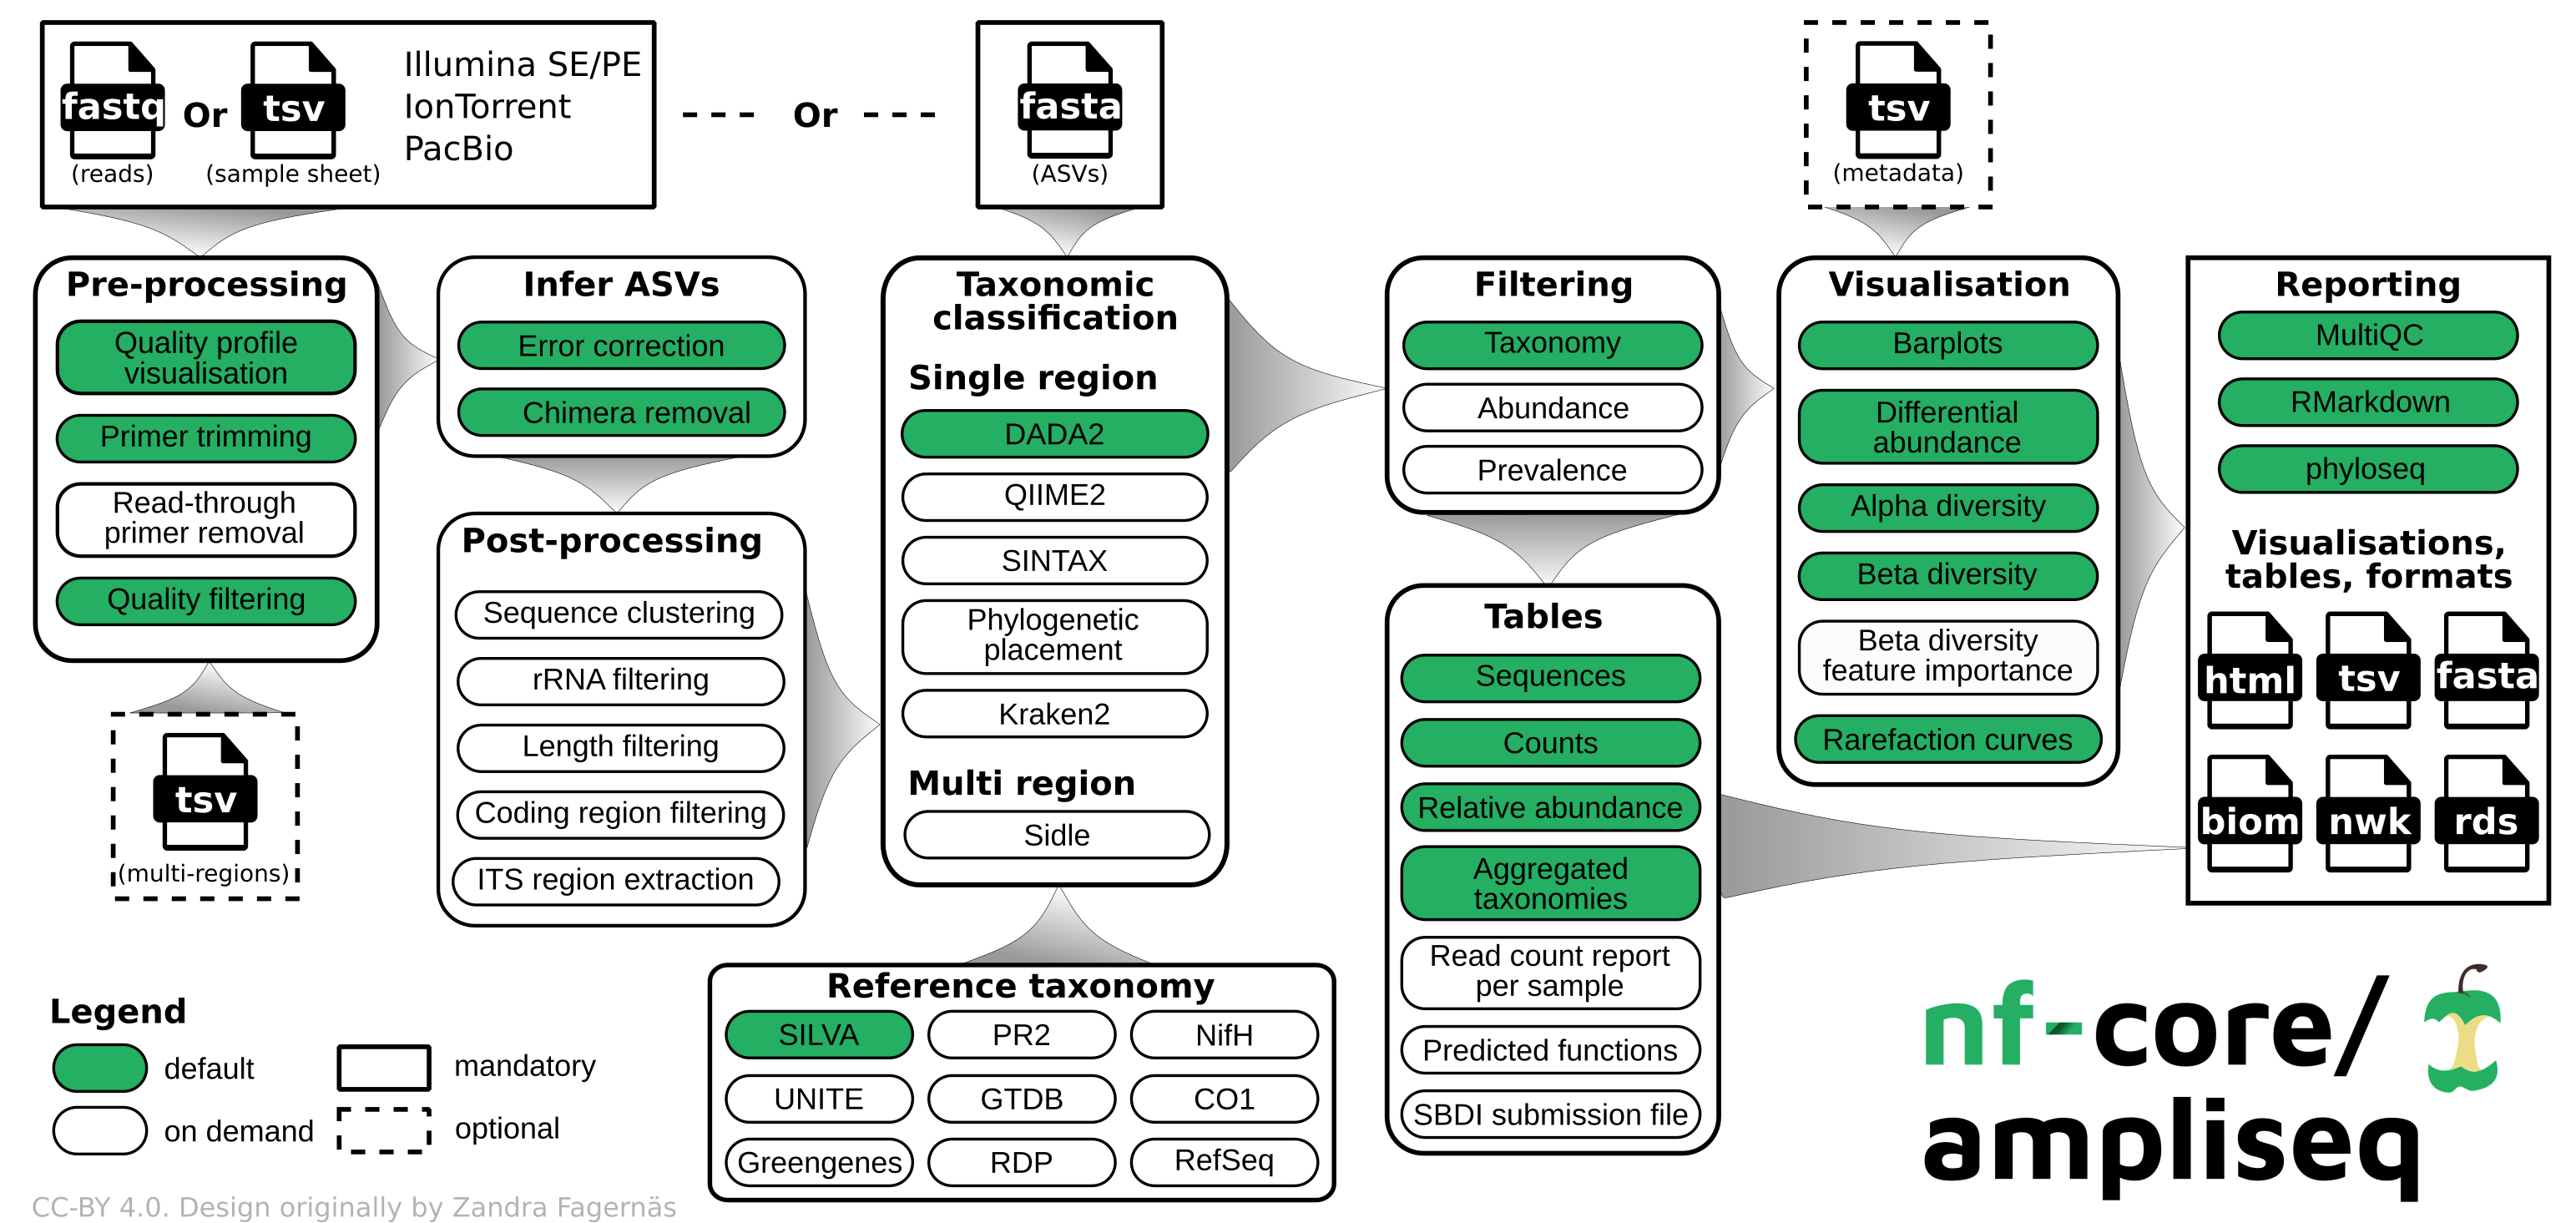 fastq
Or
tsv
(reads)
(sample sheet)
Illumina SE/PE
IonTorrent
PacBio
Or
fasta
(ASVs)
tsv
(metadata)
Pre-processing
Quality profile
visualisation
Primer trimming
Read-through
primer removal
Quality filtering
tsv
(multi-regions)
Infer ASVs
Error correction
Chimera removal
Post-processing
Sequence clustering
rRNA filtering
Length filtering
Coding region filtering
ITS region extraction
Taxonomic
classification
Single region
DADA2
QIIME2
SINTAX
Phylogenetic
placement
Kraken2
Multi region
Sidle
Reference taxonomy
SILVA
PR2
NifH
UNITE
GTDB
CO1
Greengenes
RDP
RefSeq
Filtering
Taxonomy
Abundance
Prevalence
Tables
Sequences
Counts
Relative abundance
Aggregated
taxonomies
Read count report
per sample
Predicted functions
SBDI submission file
Visualisation
Barplots
Differential
abundance
Alpha diversity
Beta diversity
Beta diversity
feature importance
Rarefaction curves
Reporting
MultiQC
RMarkdown
phyloseq
Visualisations,
tables, formats
html
tsv
fasta
biom
nwk
rds
Legend
default
mandatory
on demand
optional
CC-BY 4.0. Design originally by Zandra Fagernäs
nf-core/
ampliseq